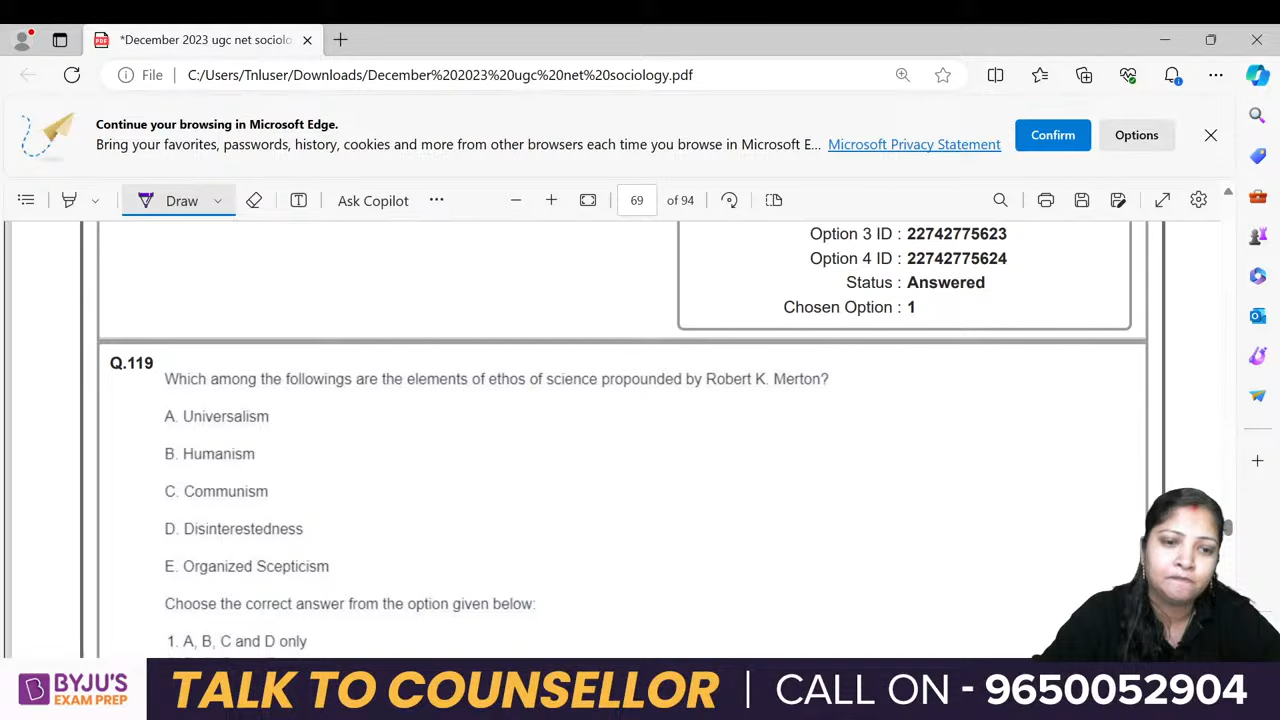 *December 2023 ugc net sociolo
File C:/Users/Tnluser/Downloads/December%202023%20ugc%20net%20sociology.pdf
Continue your browsing in Microsoft Edge.
Bring your favorites, passwords, history, cookies and more from other browsers each time you browse in Microsoft E... Microsoft Privacy Statement
Confirm
Options
Draw
Ask Copilot
69 of 94
Option 3 ID : 22742775623
Option 4 ID : 22742775624
Status : Answered
Chosen Option : 1
Q.119
Which among the followings are the elements of ethos of science propounded by Robert K. Merton?
A. Universalism
B. Humanism
C. Communism
D. Disinterestedness
E. Organized Scepticism
Choose the correct answer from the option given below:
1. A, B, C and D only
BYJU'S
EXAM PREP
TALK TO COUNSELLOR | CALL ON - 9650052904